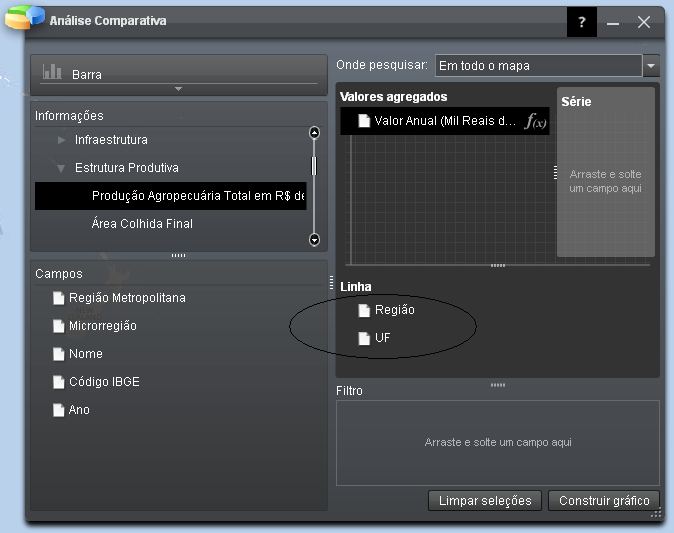 Análise Comparativa
?
Barra
Onde pesquisar:
Em todo o mapa
Informações
Infraestrutura
Estrutura Produtiva
Produção Agropecuária Total em R$ de
Área Colhida Final
Valores agregados
Valor Anual (Mil Reais d...
f(x)
Série
Arraste e solte
um campo aqui
Campos
Região Metropolitana
Microrregião
Nome
Código IBGE
Ano
Linha
Região
UF
Filtro
Arraste e solte um campo aqui
Limpar seleções
Construir gráfico